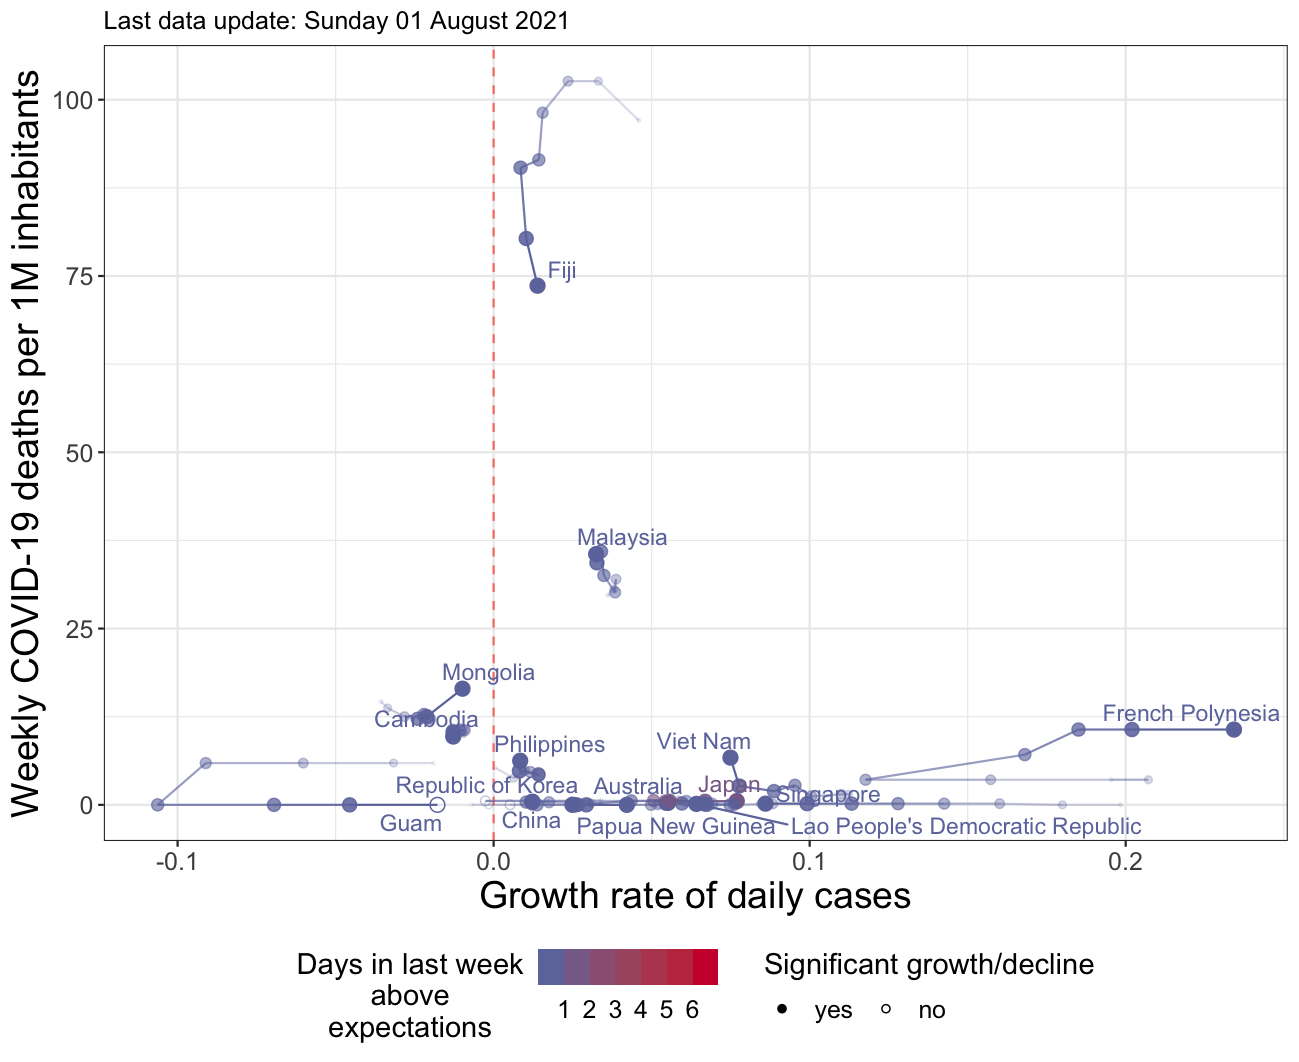 Last data update: Sunday 01 August 2021
Weekly COVID-19 deaths per 1M inhabitants
100
75
50
25
0
Fiji
Malaysia
Mongolia
Cambodia
French Polynesia
Philippines
Viet Nam
Republic of Korea
Australia
Japan
Singapore
Guam
China
Papua New Guinea
Lao People's Democratic Republic
-0.1
0.0
0.1
0.2
Growth rate of daily cases
Days in last week
above
expectations
1 2 3 4 5 6
Significant growth/decline
yes
no